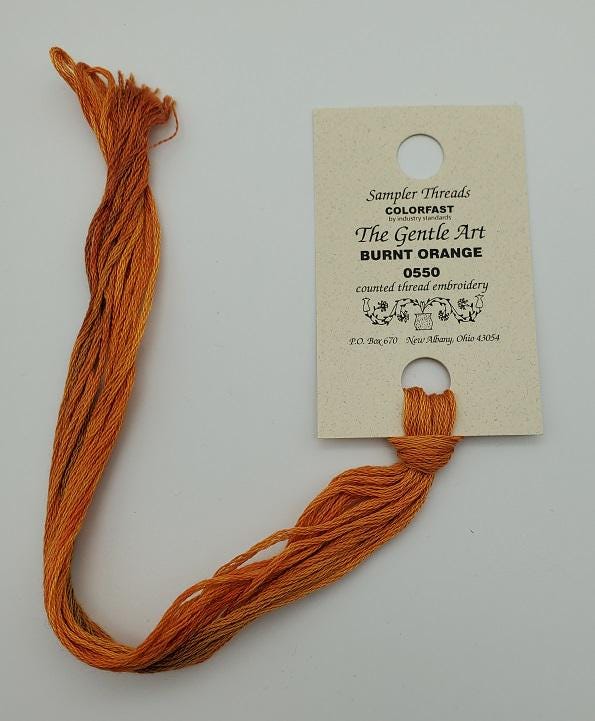 Sampler Threads
COLORFAST
by industry standards
The Gentle Art
BURNT ORANGE
0550
counted thread embroidery
P.O. Box 670 New Albany, Ohio 43054